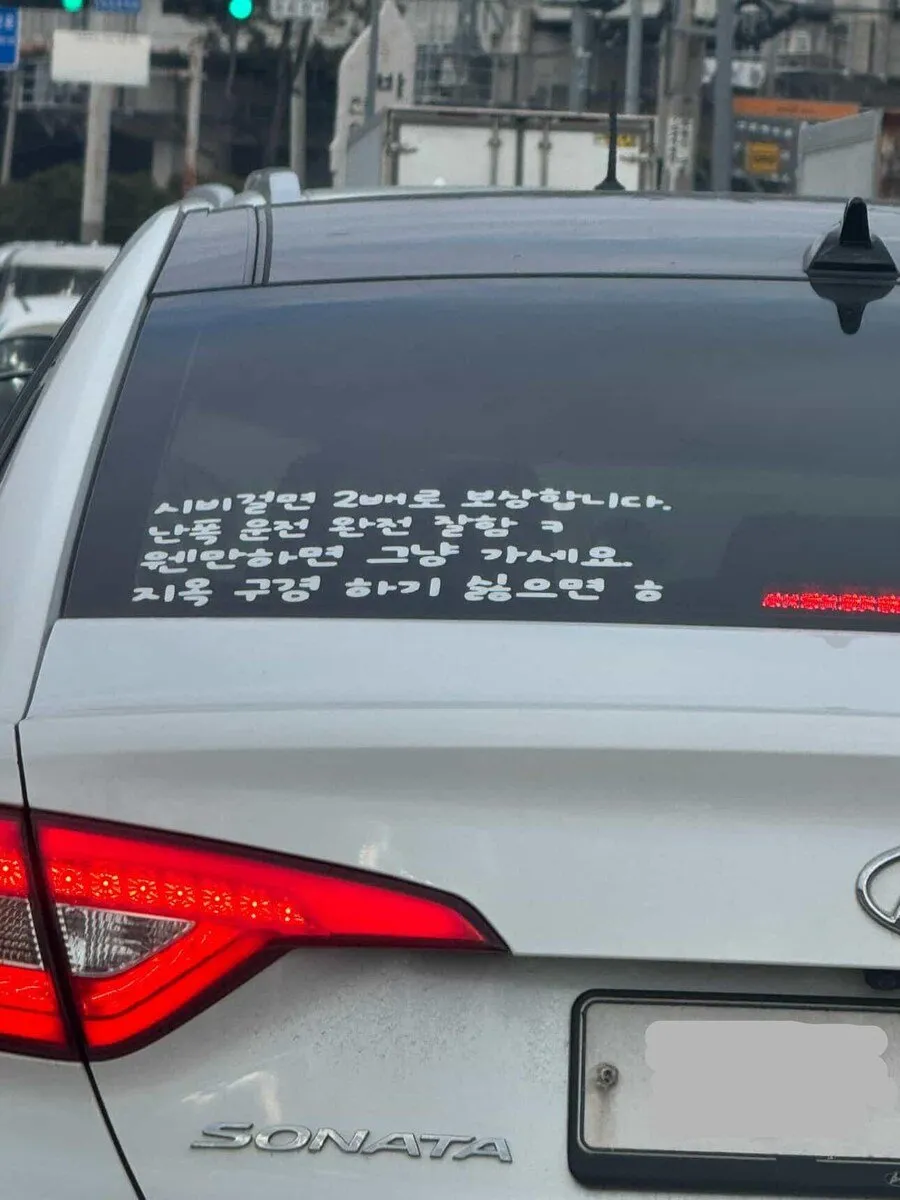 시비걸면 2배로 보상합니다.
난폭 운전 완전 잘함 ㅋ
웬만하면 그냥 가세요.
지옥 구경 하기 싫으면 ㅎ
SONATA